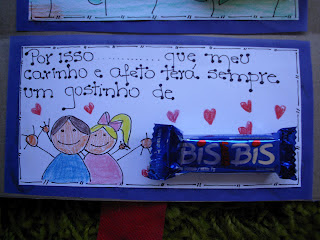 Por isso ............ que meu
carinho e afeto terá sempre
um gostinho de
BIS BIS